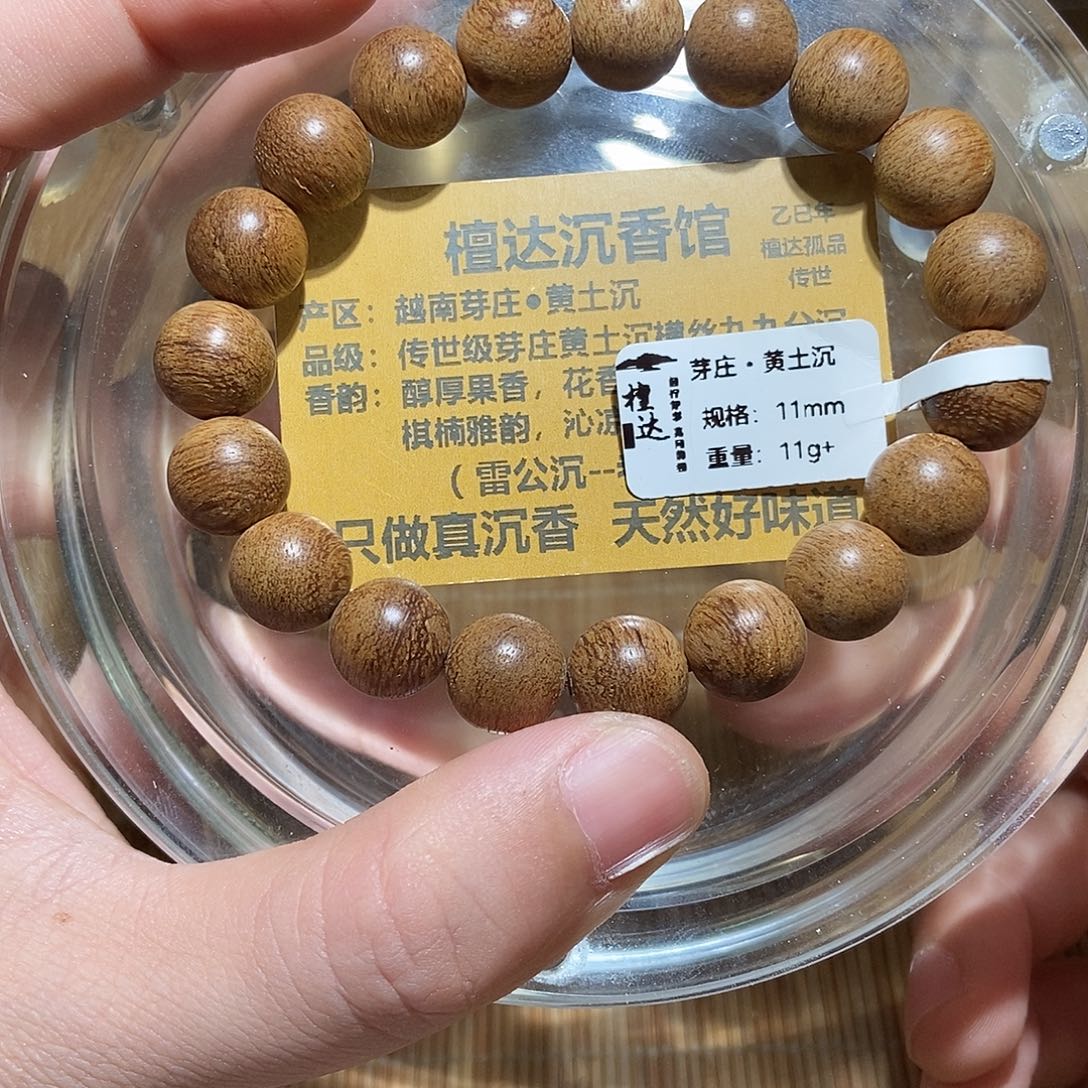 檀达沉香馆
乙巳年
檀达孤品
传世
产区：越南芽庄●黄土沉
品级：传世级芽庄黄土沉
香韵：醇厚果香，花香
棋楠雅韵，沁凉
（雷公沉--
只做真沉香 天然好味道
檀达
芽庄·黄土沉
规格：11mm
重量：11g+